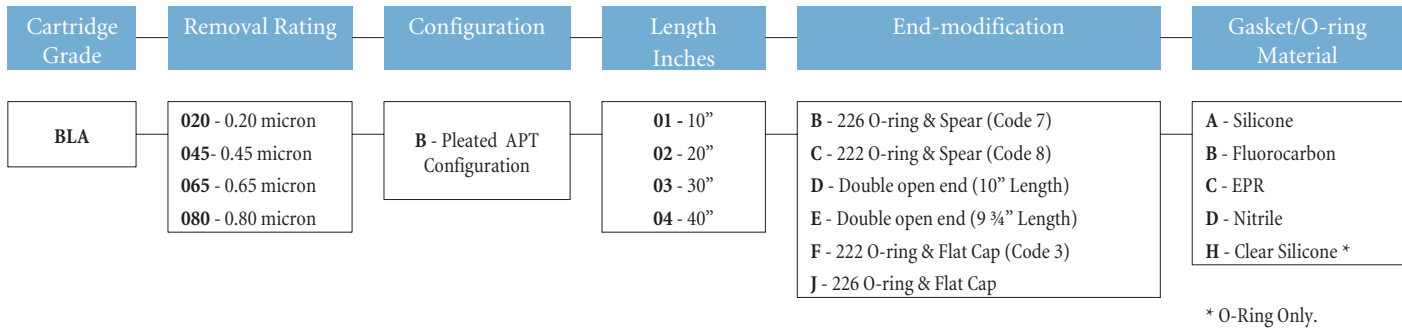 Cartridge
Grade
Removal Rating
Configuration
Length
Inches
End-modification
Gasket/O-ring
Material
BLA
020 - 0.20 micron
045- 0.45 micron
065 - 0.65 micron
080 - 0.80 micron
B - Pleated APT
Configuration
01 - 10”
02 - 20”
03 - 30”
04 - 40”
B - 226 O-ring & Spear (Code 7)
C - 222 O-ring & Spear (Code 8)
D - Double open end (10” Length)
E - Double open end (9 ¾” Length)
F - 222 O-ring & Flat Cap (Code 3)
J - 226 O-ring & Flat Cap
A - Silicone
B - Fluorocarbon
C - EPR
D - Nitrile
H - Clear Silicone *
* O-Ring Only.